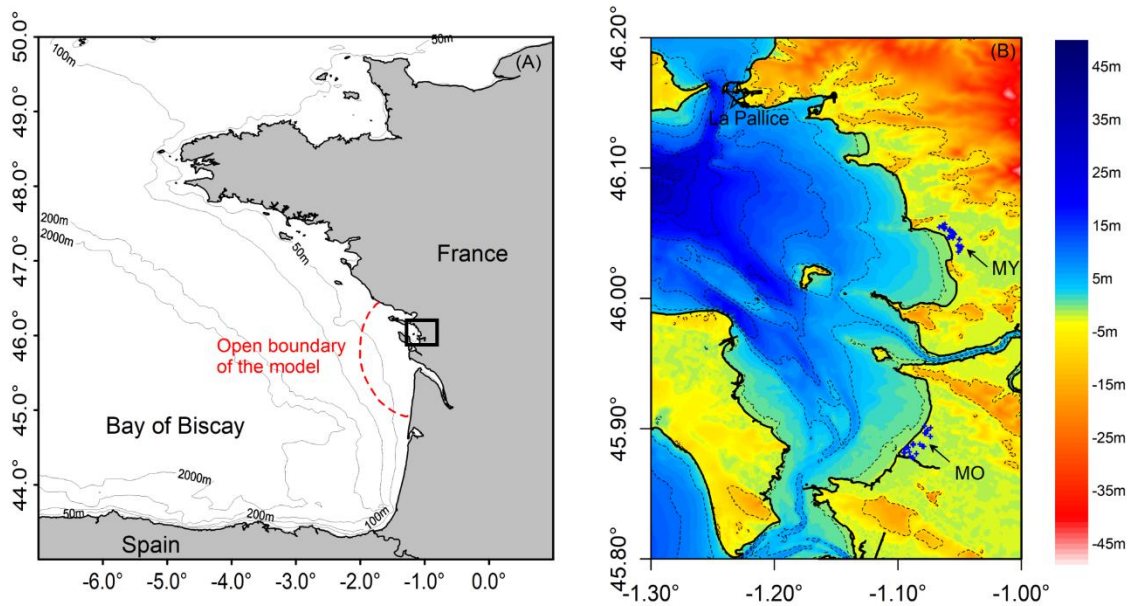 50.0°
49.0°
48.0°
47.0°
46.0°
45.0°
44.0°
-6.0°
-5.0°
-4.0°
-3.0°
-2.0°
-1.0°
0.0°
(A)
100m
50m
200m
2000m
50m
France
Open boundary
of the model
Bay of Biscay
2000m
50m
200m
100m
Spain
46.20°
46.10°
46.00°
45.90°
45.80°
-1.30°
-1.20°
-1.10°
-1.00°
(B)
La Pallice
MY
MO
45m
35m
25m
15m
5m
-5m
-15m
-25m
-35m
-45m